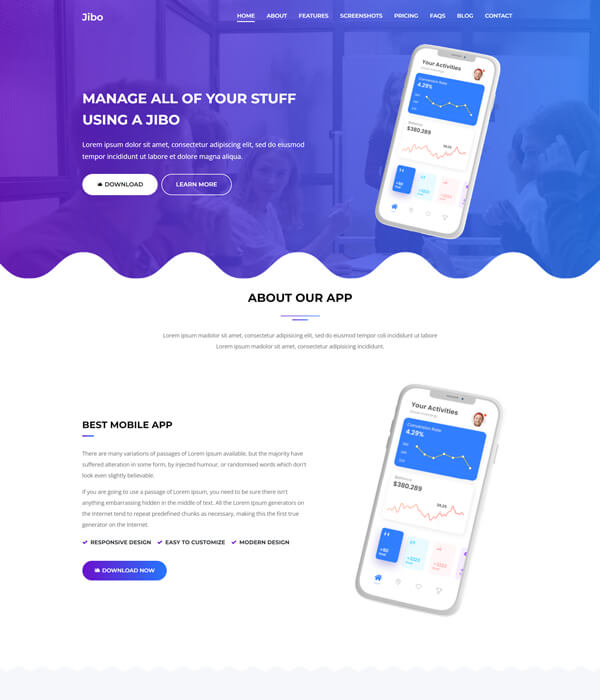 Jibo
HOME ABOUT FEATURES SCREENSHOTS PRICING FAQS BLOG CONTACT
MANAGE ALL OF YOUR STUFF
USING A JIBO
Lorem ipsum dolor sit amet, consectetur adipiscing elit, sed do eiusmod
tempor incididunt ut labore et dolore magna aliqua.
DOWNLOAD LEARN MORE
Your Activities
Conversion Rate
4.29%
Balance
$380.289
ABOUT OUR APP
Lorem ipsum madolor sit amet, consectetur adipisicing elit, sed do eiusmod tempor incididunt ut labore
Lorem ipsum madolor sit amet, consectetur adipisicing incididunt.
BEST MOBILE APP
There are many variations of passages of Lorem Ipsum available, but the majority have
suffered alteration in some form, by injected humour, or randomised words which don't
look even slightly believable.
If you are going to use a passage of Lorem Ipsum, you need to be sure there isn't
anything embarrassing hidden in the middle of text. All the Lorem Ipsum generators on
the Internet tend to repeat predefined chunks as necessary, making this the first true
generator on the Internet.
RESPONSIVE DESIGN EASY TO CUSTOMIZE MODERN DESIGN
DOWNLOAD NOW
Your Activities
Conversion Rate
4.29%
Balance
$380.289